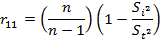 r₁₁ = (n / (n − 1)) (1 − Sᵢ² / Sₜ²)